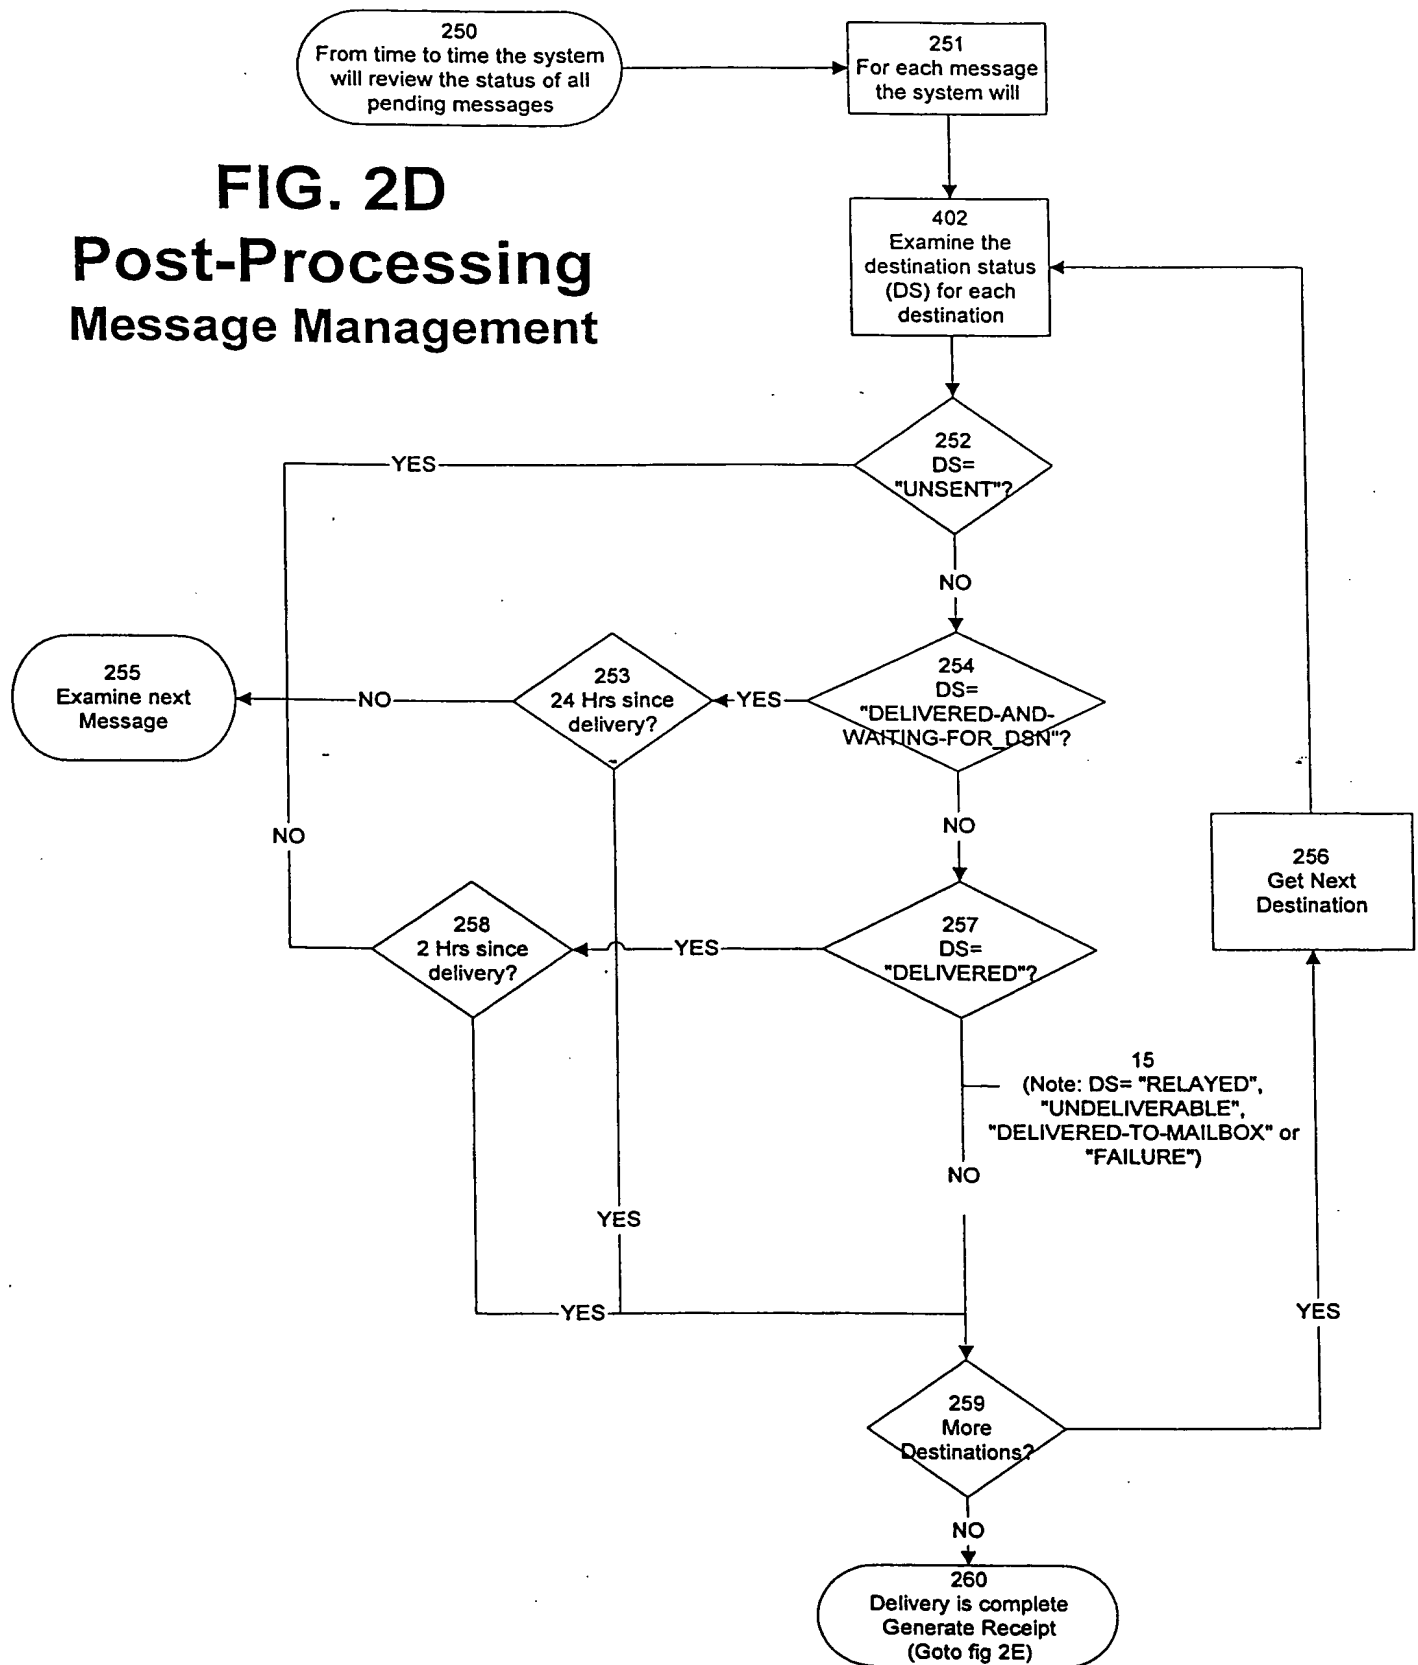 250
From time to time the system
will review the status of all
pending messages
251
For each message
the system will
FIG. 2D
Post-Processing
Message Management
402
Examine the
destination status
(DS) for each
destination
252
DS=
"UNSENT"?
YES
NO
254
DS=
"DELIVERED-AND-
WAITING-FOR_DSN"?
YES
253
24 Hrs since
delivery?
NO
255
Examine next
Message
NO
NO
256
Get Next
Destination
257
DS=
"DELIVERED"?
YES
258
2 Hrs since
delivery?
15
(Note: DS= "RELAYED",
"UNDELIVERABLE",
"DELIVERED-TO-MAILBOX" or
"FAILURE")
NO
YES
YES
YES
259
More
Destinations?
NO
260
Delivery is complete
Generate Receipt
(Goto fig 2E)